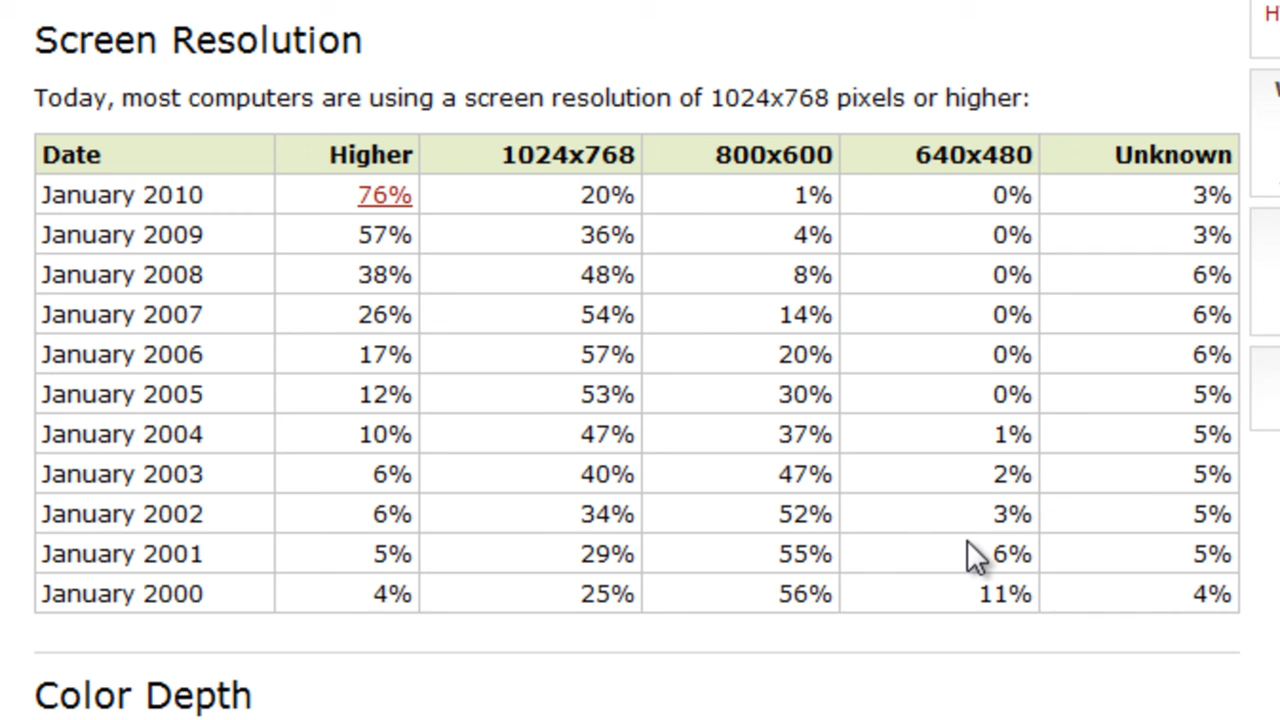 Screen Resolution
Today, most computers are using a screen resolution of 1024x768 pixels or higher:
Date Higher 1024x768 800x600 640x480 Unknown
January 2010 76% 20% 1% 0% 3%
January 2009 57% 36% 4% 0% 3%
January 2008 38% 48% 8% 0% 6%
January 2007 26% 54% 14% 0% 6%
January 2006 17% 57% 20% 0% 6%
January 2005 12% 53% 30% 0% 5%
January 2004 10% 47% 37% 1% 5%
January 2003 6% 40% 47% 2% 5%
January 2002 6% 34% 52% 3% 5%
January 2001 5% 29% 55% 6% 5%
January 2000 4% 25% 56% 11% 4%
Color Depth